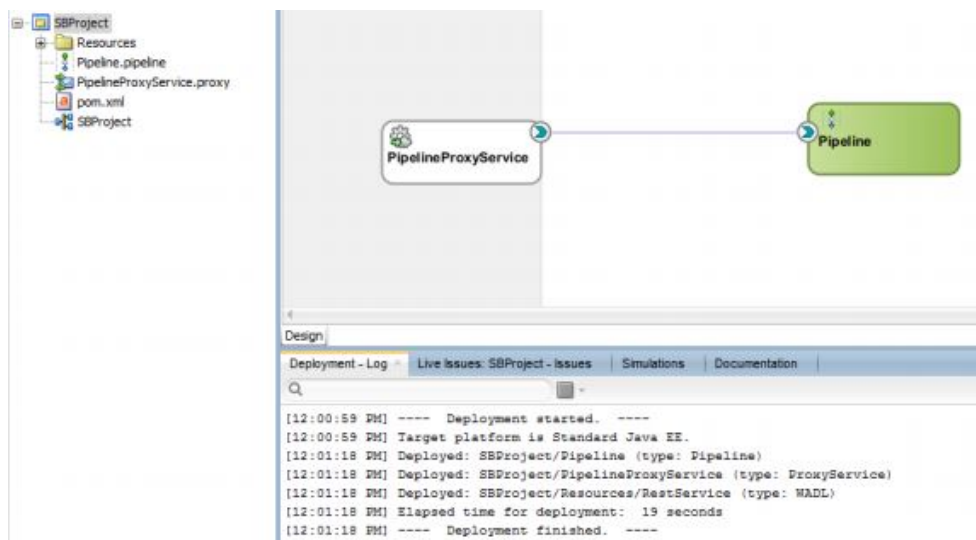 SBProject
Resources
Pipeline.pipeline
PipelineProxyService.proxy
pom.xml
SBProject
PipelineProxyService
Pipeline
Design
Deployment - Log
Live Issues: SBProject - Issues
Simulations
Documentation
[12:00:59 PM] ---- Deployment started. ----
[12:00:59 PM] Target platform is Standard Java EE.
[12:01:18 PM] Deployed: SBProject/Pipeline (type: Pipeline)
[12:01:18 PM] Deployed: SBProject/PipelineProxyService (type: ProxyService)
[12:01:18 PM] Deployed: SBProject/Resources/RestService (type: WADL)
[12:01:18 PM] Elapsed time for deployment: 19 seconds
[12:01:18 PM] ---- Deployment finished. ----